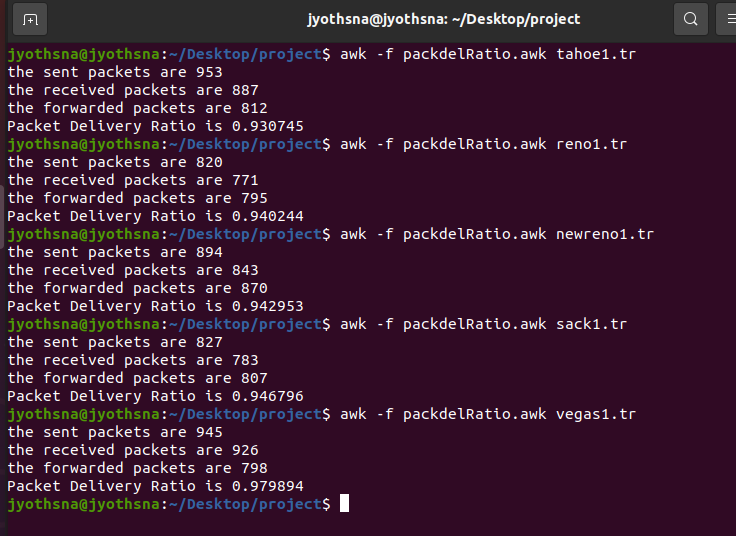 jyothsna@jyothsna: ~/Desktop/project
jyothsna@jyothsna:~/Desktop/project$ awk -f packdelRatio.awk tahoe1.tr
the sent packets are 953
the received packets are 887
the forwarded packets are 812
Packet Delivery Ratio is 0.930745
jyothsna@jyothsna:~/Desktop/project$ awk -f packdelRatio.awk reno1.tr
the sent packets are 820
the received packets are 771
the forwarded packets are 795
Packet Delivery Ratio is 0.940244
jyothsna@jyothsna:~/Desktop/project$ awk -f packdelRatio.awk newreno1.tr
the sent packets are 894
the received packets are 843
the forwarded packets are 870
Packet Delivery Ratio is 0.942953
jyothsna@jyothsna:~/Desktop/project$ awk -f packdelRatio.awk sack1.tr
the sent packets are 827
the received packets are 783
the forwarded packets are 807
Packet Delivery Ratio is 0.946796
jyothsna@jyothsna:~/Desktop/project$ awk -f packdelRatio.awk vegas1.tr
the sent packets are 945
the received packets are 926
the forwarded packets are 798
Packet Delivery Ratio is 0.979894
jyothsna@jyothsna:~/Desktop/project$